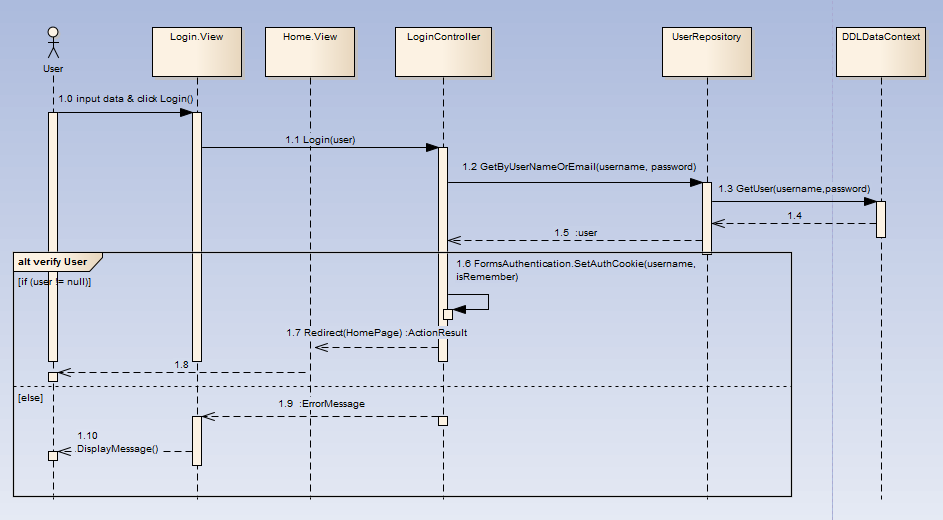 Login.View
Home.View
LoginController
UserRepository
DDLDataContext
User
1.0 input data & click Login()
1.1 Login(user)
1.2 GetByUserNameOrEmail(username, password)
1.3 GetUser(username,password)
1.4
1.5 :user
alt verify User
[if (user != null)]
1.6 FormsAuthentication.SetAuthCookie(username,
isRemember)
1.7 Redirect(HomePage) :ActionResult
1.8
[else]
1.9 :ErrorMessage
1.10
.DisplayMessage()